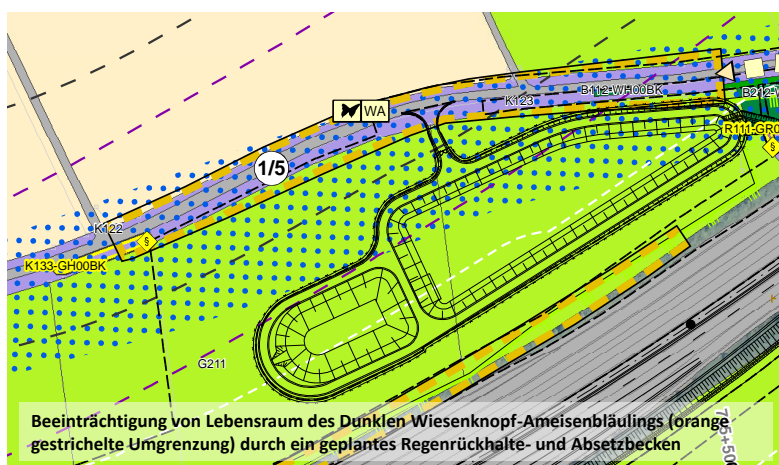 B112-WH00BK
B212-
K123
WA
R111-GR0
§
1/5
K122
§
K133-GH00BK
G211
Beeinträchtigung von Lebensraum des Dunklen Wiesenknopf-Ameisenbläulings (orange
gestrichelte Umgrenzung) durch ein geplantes Regenrückhalte- und Absetzbecken